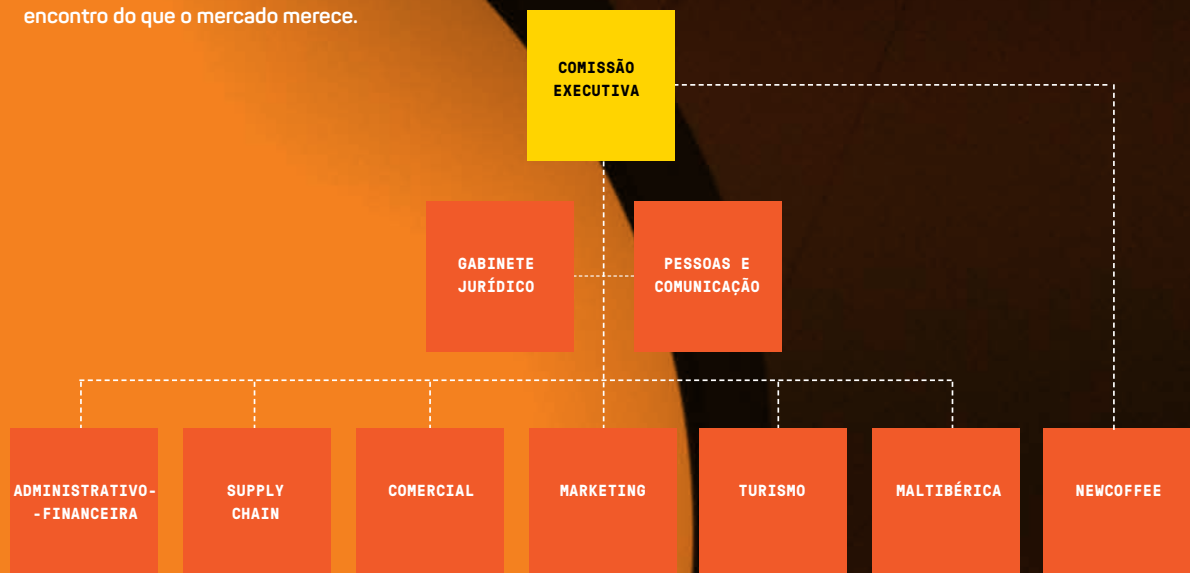 encontro do que o mercado merece.
COMISSÃO
EXECUTIVA
GABINETE
JURÍDICO
PESSOAS E
COMUNICAÇÃO
ADMINISTRATIVO-
-FINANCEIRA
SUPPLY
CHAIN
COMERCIAL
MARKETING
TURISMO
MALTIBÉRICA
NEWCOFFEE